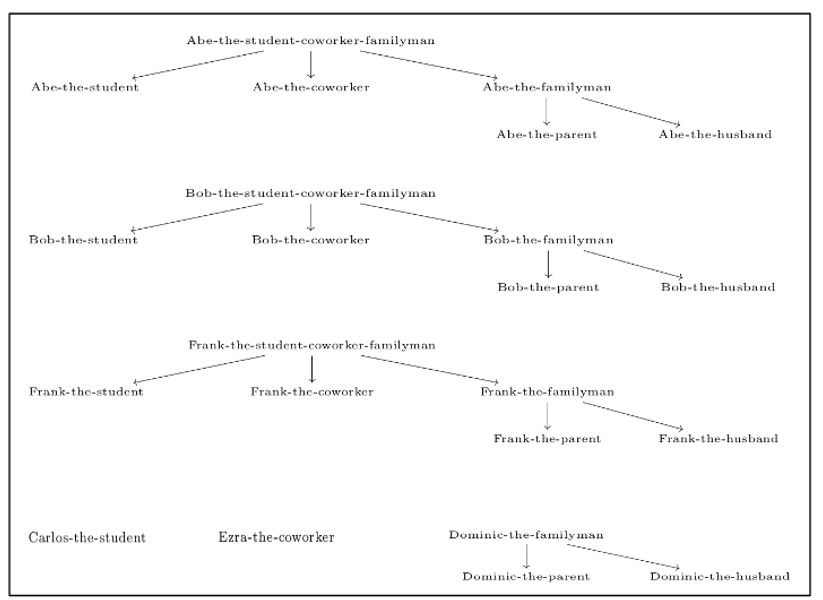 Abe-the-student-coworker-familyman
Abe-the-student Abe-the-coworker Abe-the-familyman
Abe-the-parent Abe-the-husband
Bob-the-student-coworker-familyman
Bob-the-student Bob-the-coworker Bob-the-familyman
Bob-the-parent Bob-the-husband
Frank-the-student-coworker-familyman
Frank-the-student Frank-the-coworker Frank-the-familyman
Frank-the-parent Frank-the-husband
Carlos-the-student Ezra-the-coworker Dominic-the-familyman
Dominic-the-parent Dominic-the-husband